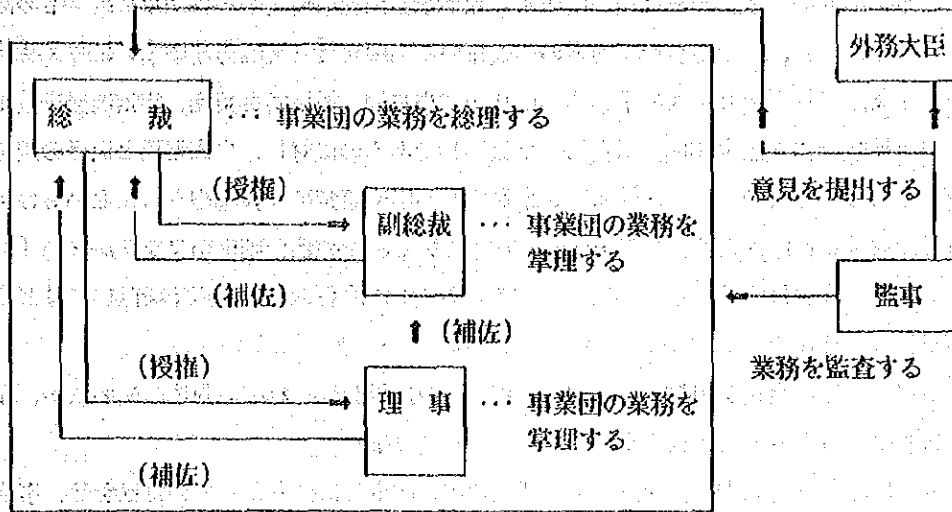 外務大臣
総 裁 … 事業団の業務を総理する
(授権)
意見を提出する
副総裁 … 事業団の業務を
掌理する
監事
(補佐)
(補佐)
(授権)
業務を監査する
理 事 … 事業団の業務を
掌理する
(補佐)